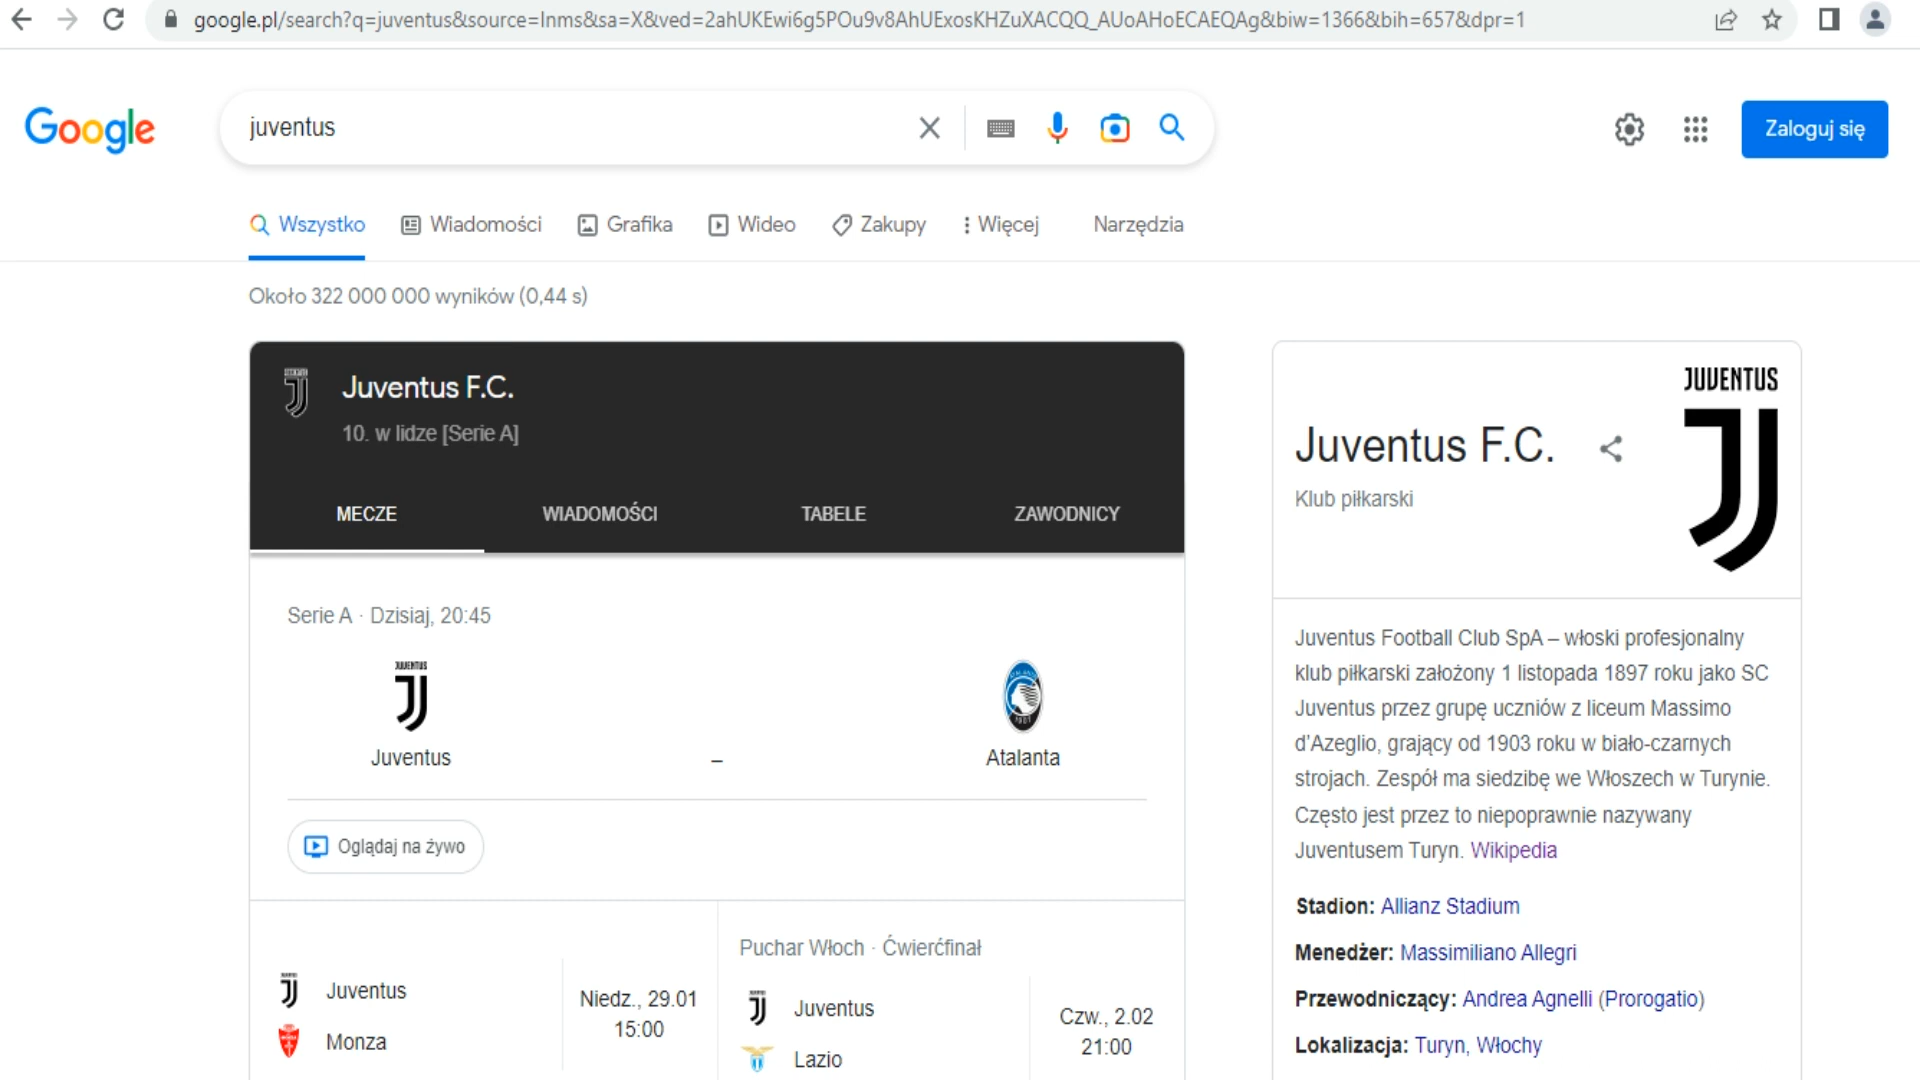 google.pl/search?q=juventus&source=lnms&sa=X&ved=2ahUKEwi6g5POu9v8AhUExosKHZuXACQQ_AUoAHoECAEQAg&biw=1366&bih=657&dpr=1
Google
juventus
Zaloguj się
Wszystko
Wiadomości
Grafika
Wideo
Zakupy
Więcej
Narzędzia
Około 322 000 000 wyników (0,44 s)
Juventus F.C.
10. w lidze [Serie A]
MECZE
WIADOMOŚCI
TABELE
ZAWODNICY
Serie A · Dzisiaj, 20:45
JUVENTUS
Juventus
–
Atalanta
Oglądaj na żywo
Juventus
Monza
Niedz., 29.01
15:00
Puchar Włoch · Ćwierćfinał
Juventus
Lazio
Czw., 2.02
21:00
JUVENTUS
Juventus F.C.
Klub piłkarski
Juventus Football Club SpA – włoski profesjonalny
klub piłkarski założony 1 listopada 1897 roku jako SC
Juventus przez grupę uczniów z liceum Massimo
d'Azeglio, grający od 1903 roku w biało-czarnych
strojach. Zespół ma siedzibę we Włoszech w Turynie.
Często jest przez to niepoprawnie nazywany
Juventusem Turyn. Wikipedia
Stadion: Allianz Stadium
Menedżer: Massimiliano Allegri
Przewodniczący: Andrea Agnelli (Prorogatio)
Lokalizacja: Turyn, Włochy